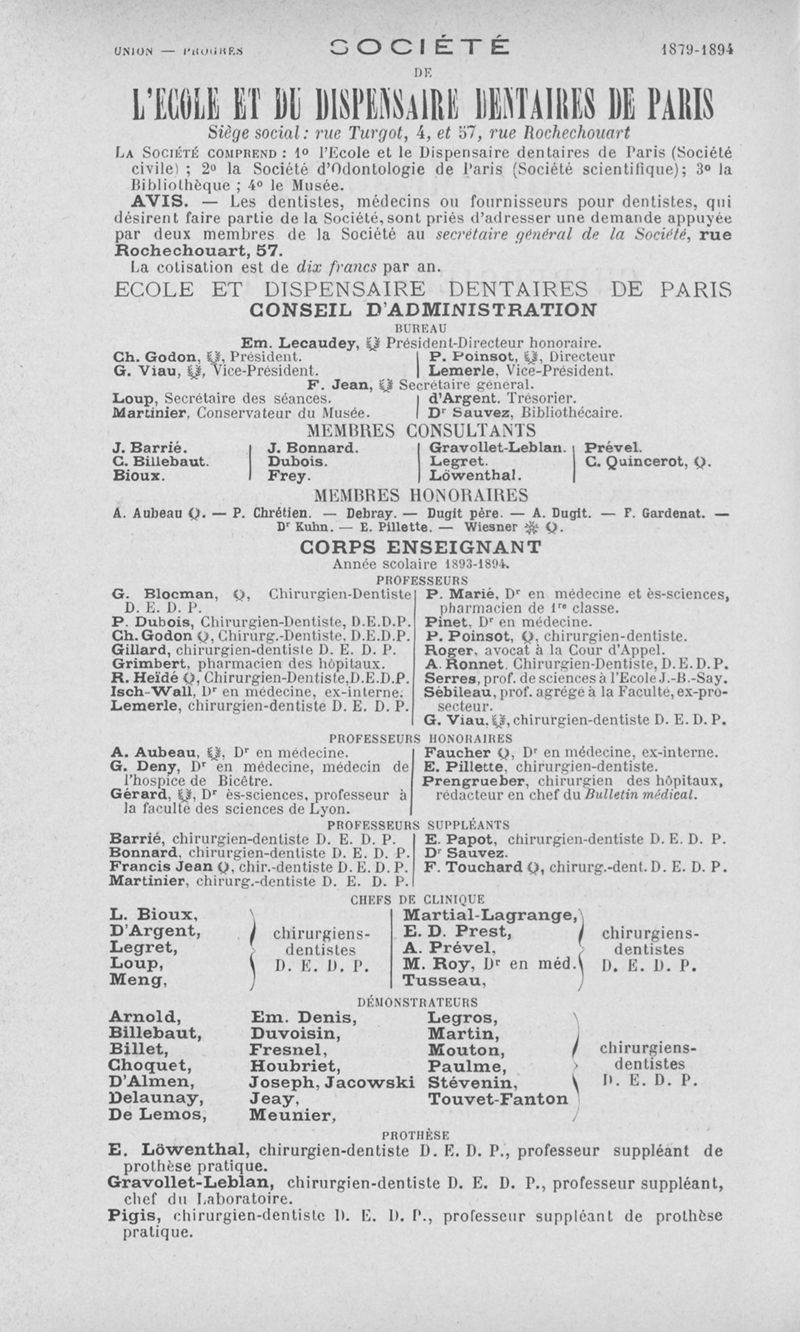 UNION — PROGRES SOCIÉTÉ 1879-1894
DE
L'ECOLE ET DU DISPENSAIRE DENTAIRES DE PARIS
Siège social: rue Turgot, 4, et 57, rue Rochechouart
LA SOCIÉTÉ COMPREND : 1º l'Ecole et le Dispensaire dentaires de Paris (Société
civile) ; 2º la Société d'Odontologie de Paris (Société scientifique); 3º la
Bibliothèque ; 4º le Musée.
AVIS. — Les dentistes, médecins ou fournisseurs pour dentistes, qui
désirent faire partie de la Société, sont priés d'adresser une demande appuyée
par deux membres de la Société au secrétaire général de la Société, rue
Rochechouart, 57.
La cotisation est de dix francs par an.
ECOLE ET DISPENSAIRE DENTAIRES DE PARIS
CONSEIL D'ADMINISTRATION
BUREAU
Em. Lecaudey, Président-Directeur honoraire.
Ch. Godon, Président.
G. Viau, Vice-Président.
P. Poinsot, Directeur
Lemerle, Vice-Président.
F. Jean, Secrétaire général.
Loup, Secrétaire des séances.
Martinier, Conservateur du Musée.
d'Argent. Trésorier.
Dr Sauvez, Bibliothécaire.
MEMBRES CONSULTANTS
J. Barrié.
C. Billebaut.
Bioux.
J. Bonnard.
Dubois.
Frey.
Gravollet-Leblan.
Legret.
Löwenthal.
Prével.
C. Quincerot, Q.
MEMBRES HONORAIRES
A. Aubeau Q. — P. Chrétien. — Debray. — Dugit père. — A. Dugit. — F. Gardenat. —
Dr Kuhn. — E. Pillette. — Wiesner Q.
CORPS ENSEIGNANT
Année scolaire 1893-1894.
PROFESSEURS
G. Blocman, Q, Chirurgien-Dentiste
D. E. D. P.
P. Dubois, Chirurgien-Dentiste, D.E.D.P.
Ch. Godon Q, Chirurg.-Dentiste, D.E.D.P.
Gillard, chirurgien-dentiste D. E. D. P.
Grimbert, pharmacien des hôpitaux.
R. Heïdé Q, Chirurgien-Dentiste, D.E.D.P.
Isch-Wall, Dr en médecine, ex-interne.
Lemerle, chirurgien-dentiste D. E. D. P.
P. Marié, Dr en médecine et ès-sciences,
pharmacien de 1re classe.
Pinet, Dr en médecine.
P. Poinsot, Q, chirurgien-dentiste.
Roger, avocat à la Cour d'Appel.
A. Ronnet, Chirurgien-Dentiste, D.E.D.P.
Serres, prof. de sciences à l'Ecole J.-B.-Say.
Sébileau, prof. agrégé à la Faculté, ex-pro-
secteur.
G. Viau, chirurgien-dentiste D. E. D. P.
PROFESSEURS HONORAIRES
A. Aubeau, Dr en médecine.
G. Deny, Dr en médecine, médecin de
l'hospice de Bicêtre.
Gérard, Dr ès-sciences, professeur à
la faculté des sciences de Lyon.
Faucher Q, Dr en médecine, ex-interne.
E. Pillette, chirurgien-dentiste.
Prengrueber, chirurgien des hôpitaux,
rédacteur en chef du Bulletin médical.
PROFESSEURS SUPPLÉANTS
Barrié, chirurgien-dentiste D. E. D. P.
Bonnard, chirurgien-dentiste D. E. D. P.
Francis Jean Q, chir.-dentiste D. E. D. P.
Martinier, chirurg.-dentiste D. E. D. P.
E. Papot, chirurgien-dentiste D. E. D. P.
Dr Sauvez.
F. Touchard Q, chirurg.-dent. D. E. D. P.
CHEFS DE CLINIQUE
L. Bioux,
D'Argent,
Legret,
Loup,
Meng,
chirurgiens-
dentistes
D. E. D. P.
Martial-Lagrange,
E. D. Prest,
A. Prével,
M. Roy, Dr en méd.
Tusseau,
chirurgiens-
dentistes
D. E. D. P.
DÉMONSTRATEURS
Arnold,
Billebaut,
Billet,
Choquet,
D'Almen,
Delaunay,
De Lemos,
Em. Denis,
Duvoisin,
Fresnel,
Houbriet,
Joseph, Jacowski
Jeay,
Meunier,
Legros,
Martin,
Mouton,
Paulme,
Stévenin,
Touvet-Fanton
chirurgiens-
dentistes
D. E. D. P.
PROTHÈSE
E. Löwenthal, chirurgien-dentiste D. E. D. P., professeur suppléant de
prothèse pratique.
Gravollet-Leblan, chirurgien-dentiste D. E. D. P., professeur suppléant,
chef du Laboratoire.
Pigis, chirurgien-dentiste D. E. D. P., professeur suppléant de prothèse
pratique.